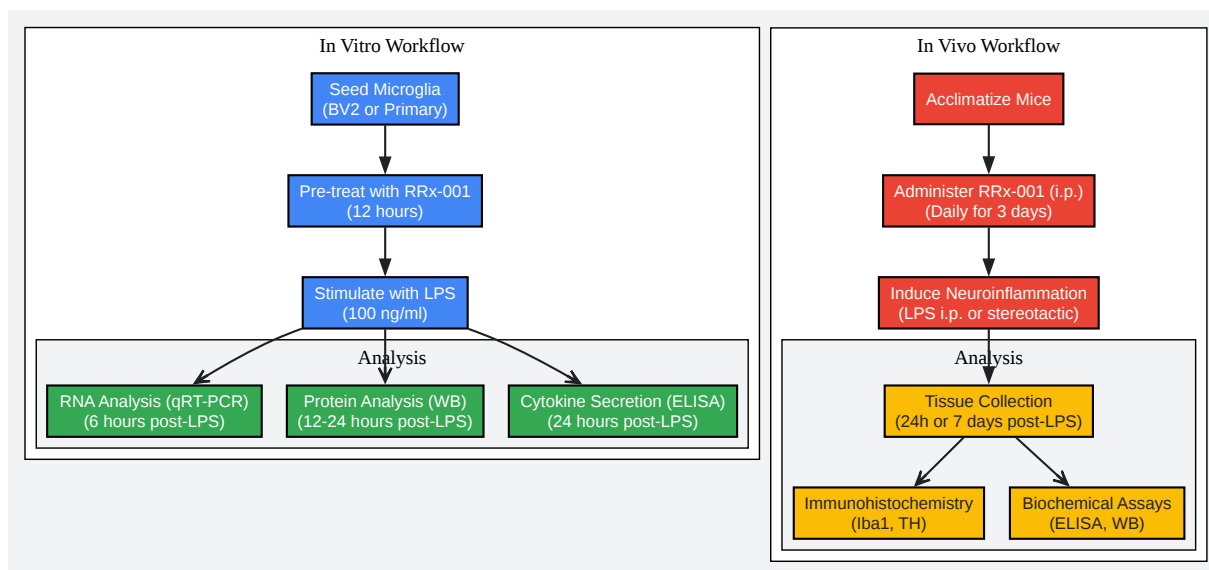 In Vitro Workflow
Seed Microglia
(BV2 or Primary)
Pre-treat with RRx-001
(12 hours)
Stimulate with LPS
(100 ng/ml)
Analysis
RNA Analysis (qRT-PCR)
(6 hours post-LPS)
Protein Analysis (WB)
(12-24 hours post-LPS)
Cytokine Secretion (ELISA)
(24 hours post-LPS)
In Vivo Workflow
Acclimatize Mice
Administer RRx-001 (i.p.)
(Daily for 3 days)
Induce Neuroinflammation
(LPS i.p. or stereotactic)
Analysis
Tissue Collection
(24h or 7 days post-LPS)
Immunohistochemistry
(Iba1, TH)
Biochemical Assays
(ELISA, WB)